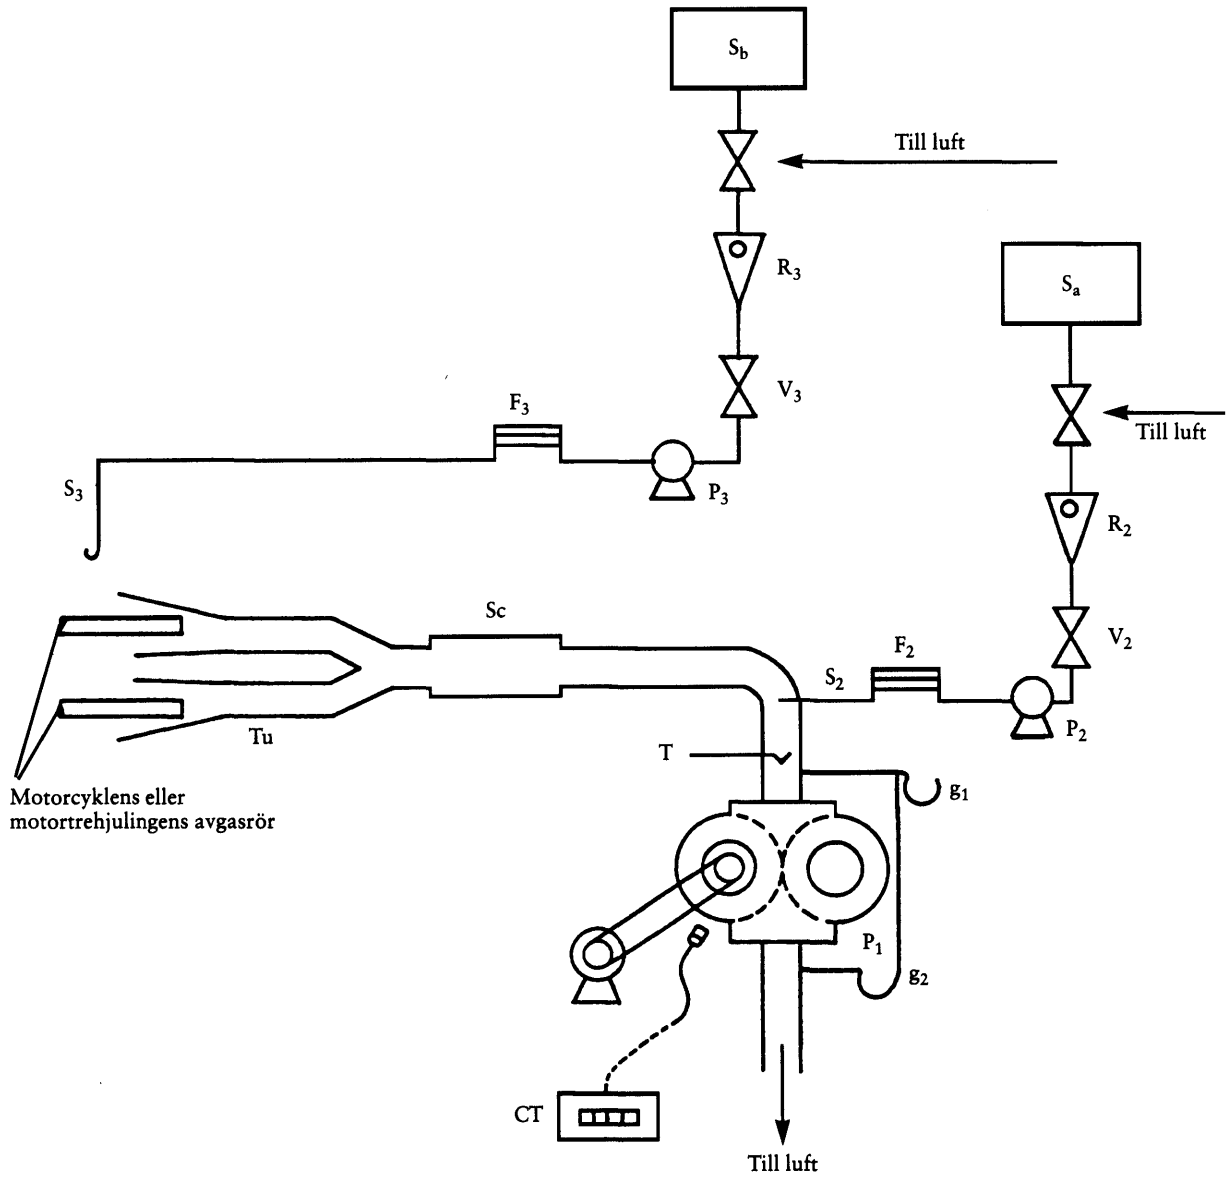 Sb
Till luft
R3
Sa
V3
F3
Till luft
S3
P3
R2
Sc
V2
F2
S2
Tu
P2
T
Motorcyklens eller
motortrehjulingens avgasrör
g1
P1
g2
CT
Till luft